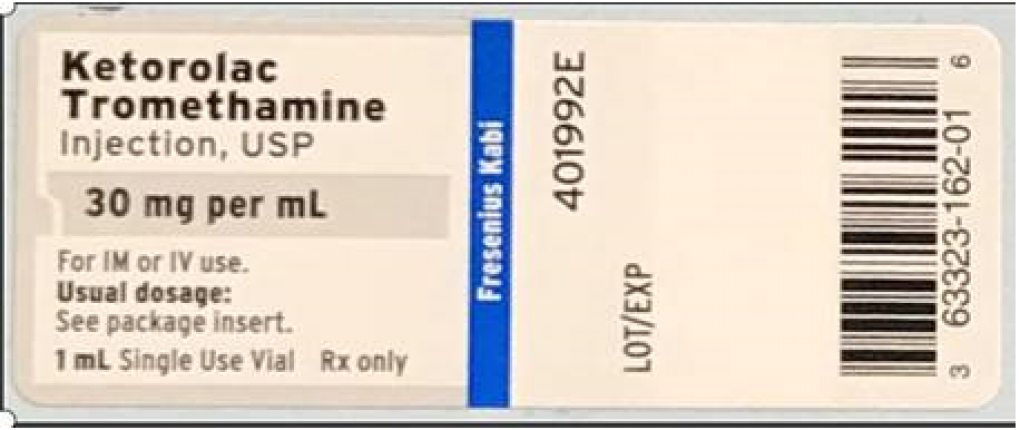 Ketorolac
Tromethamine
Injection, USP
30 mg per mL
For IM or IV use.
Usual dosage:
See package insert.
1 mL Single Use Vial Rx only
Fresenius Kabi
401992E
LOT/EXP
3 63323-162-01 6